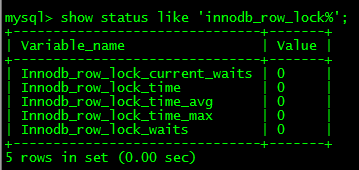 mysql> show status like 'innodb_row_lock%';
+-------------------------------+-------+
| Variable_name                 | Value |
+-------------------------------+-------+
| Innodb_row_lock_current_waits | 0     |
| Innodb_row_lock_time          | 0     |
| Innodb_row_lock_time_avg      | 0     |
| Innodb_row_lock_time_max      | 0     |
| Innodb_row_lock_waits         | 0     |
+-------------------------------+-------+
5 rows in set (0.00 sec)